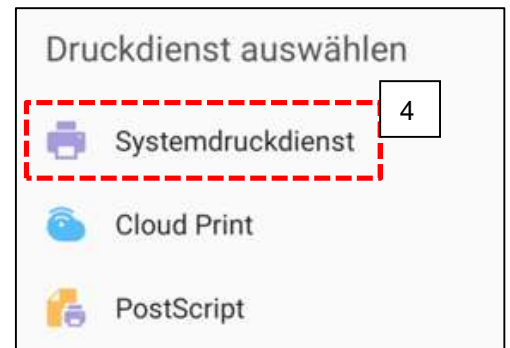 Druckdienst auswählen
4
Systemdruckdienst
Cloud Print
PostScript